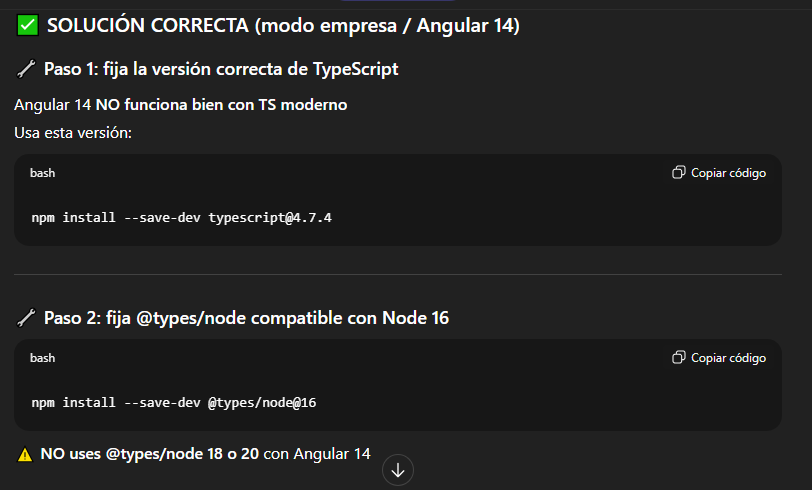 ✅ SOLUCIÓN CORRECTA (modo empresa / Angular 14)
🔧 Paso 1: fija la versión correcta de TypeScript
Angular 14 NO funciona bien con TS moderno
Usa esta versión:
bash
Copiar código
npm install --save-dev typescript@4.7.4
🔧 Paso 2: fija @types/node compatible con Node 16
bash
Copiar código
npm install --save-dev @types/node@16
⚠️ NO uses @types/node 18 o 20 con Angular 14